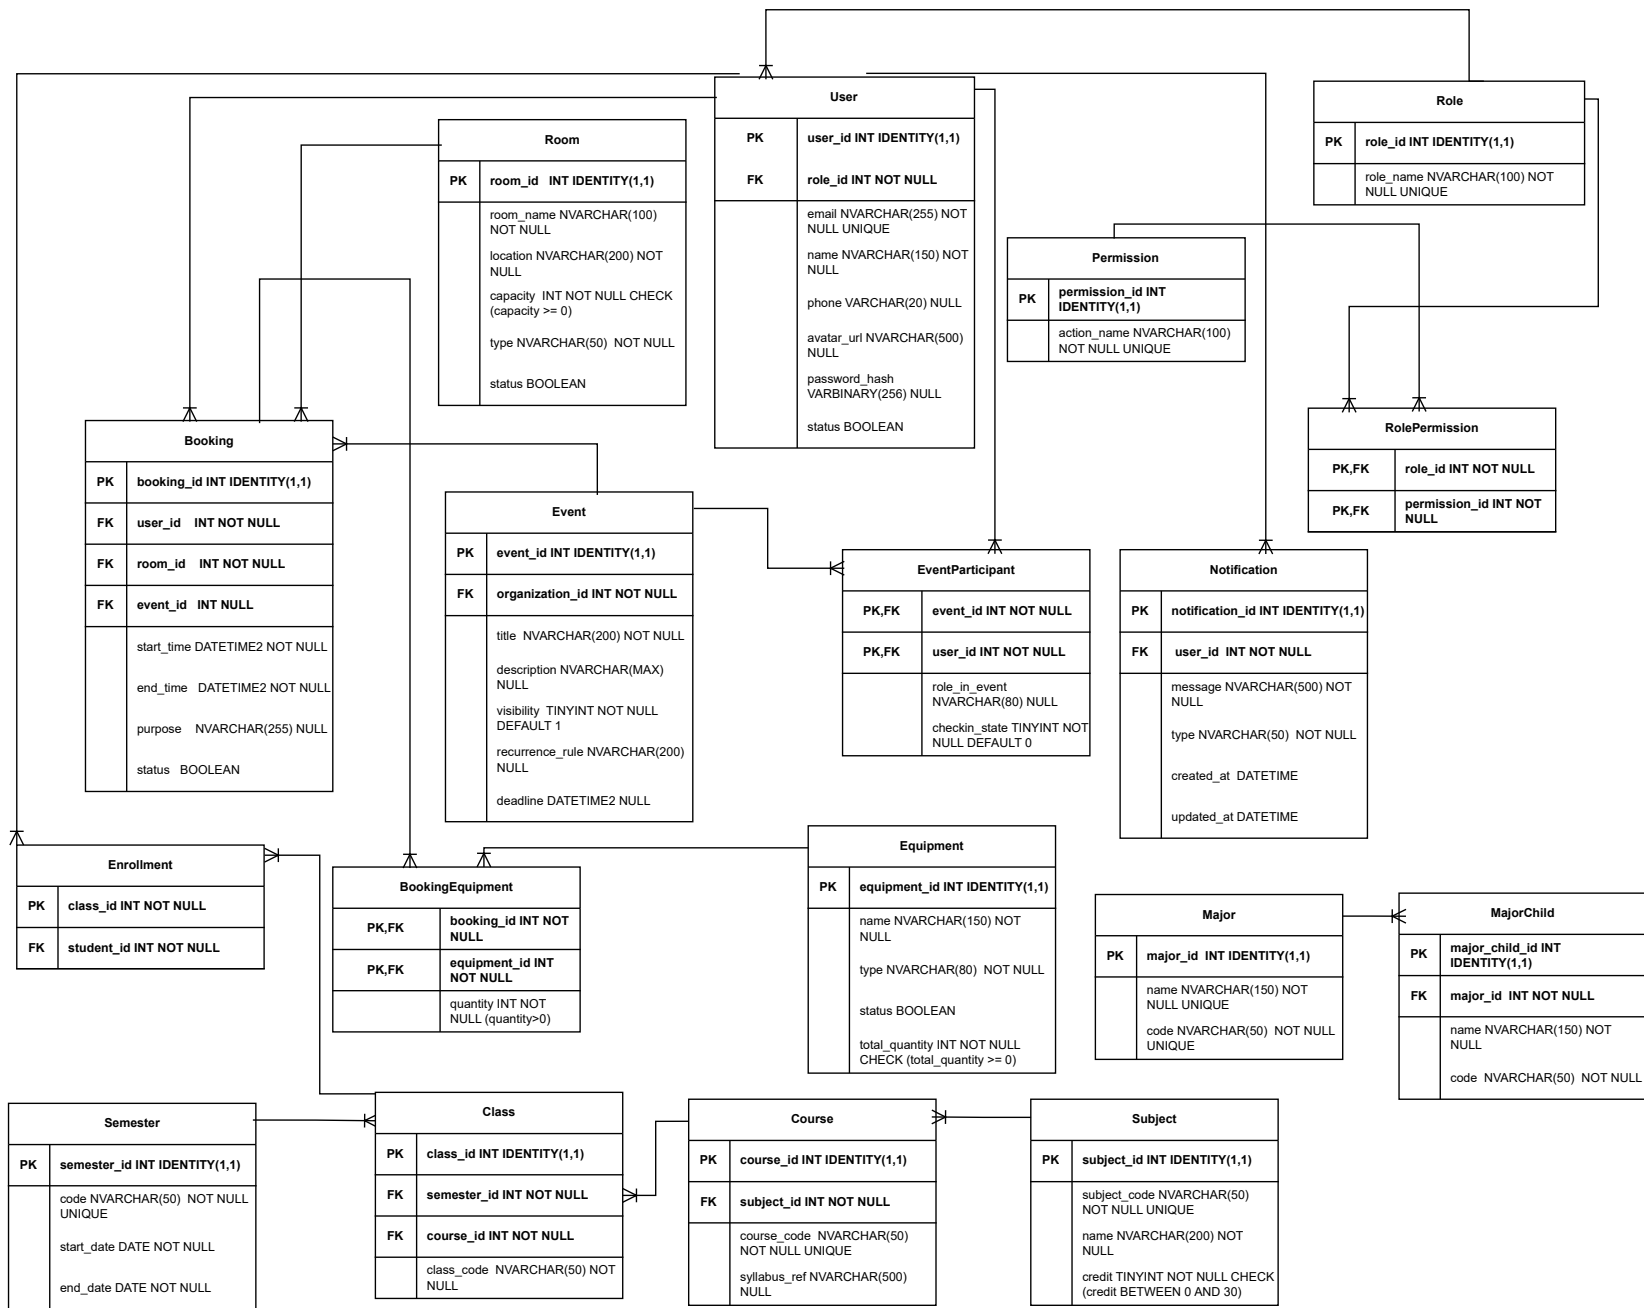 User
PK
user_id INT IDENTITY(1,1)
FK
role_id INT NOT NULL
email NVARCHAR(255) NOT
NULL UNIQUE
name NVARCHAR(150) NOT
NULL
phone VARCHAR(20) NULL
avatar_url NVARCHAR(500)
NULL
password_hash
VARBINARY(256) NULL
status BOOLEAN
Role
PK
role_id INT IDENTITY(1,1)
role_name NVARCHAR(100) NOT
NULL UNIQUE
Room
PK
room_id INT IDENTITY(1,1)
room_name NVARCHAR(100)
NOT NULL
location NVARCHAR(200) NOT
NULL
capacity INT NOT NULL CHECK
(capacity >= 0)
type NVARCHAR(50) NOT NULL
status BOOLEAN
Permission
PK
permission_id INT
IDENTITY(1,1)
action_name NVARCHAR(100)
NOT NULL UNIQUE
RolePermission
PK,FK
role_id INT NOT NULL
PK,FK
permission_id INT NOT
NULL
Booking
PK
booking_id INT IDENTITY(1,1)
FK
user_id INT NOT NULL
FK
room_id INT NOT NULL
FK
event_id INT NULL
start_time DATETIME2 NOT NULL
end_time DATETIME2 NOT NULL
purpose NVARCHAR(255) NULL
status BOOLEAN
Event
PK
event_id INT IDENTITY(1,1)
FK
organization_id INT NOT NULL
title NVARCHAR(200) NOT NULL
description NVARCHAR(MAX)
NULL
visibility TINYINT NOT NULL
DEFAULT 1
recurrence_rule NVARCHAR(200)
NULL
deadline DATETIME2 NULL
EventParticipant
PK,FK
event_id INT NOT NULL
PK,FK
user_id INT NOT NULL
role_in_event
NVARCHAR(80) NULL
checkin_state TINYINT NOT
NULL DEFAULT 0
Notification
PK
notification_id INT IDENTITY(1,1)
FK
user_id INT NOT NULL
message NVARCHAR(500) NOT
NULL
type NVARCHAR(50) NOT NULL
created_at DATETIME
updated_at DATETIME
Enrollment
PK
class_id INT NOT NULL
FK
student_id INT NOT NULL
BookingEquipment
PK,FK
booking_id INT NOT
NULL
PK,FK
equipment_id INT
NOT NULL
quantity INT NOT
NULL (quantity>0)
Equipment
PK
equipment_id INT IDENTITY(1,1)
name NVARCHAR(150) NOT
NULL
type NVARCHAR(80) NOT NULL
status BOOLEAN
total_quantity INT NOT NULL
CHECK (total_quantity >= 0)
Major
PK
major_id INT IDENTITY(1,1)
name NVARCHAR(150) NOT
NULL UNIQUE
code NVARCHAR(50) NOT NULL
UNIQUE
MajorChild
PK
major_child_id INT
IDENTITY(1,1)
FK
major_id INT NOT NULL
name NVARCHAR(150) NOT
NULL
code NVARCHAR(50) NOT NULL
Semester
PK
semester_id INT IDENTITY(1,1)
code NVARCHAR(50) NOT NULL
UNIQUE
start_date DATE NOT NULL
end_date DATE NOT NULL
Class
PK
class_id INT IDENTITY(1,1)
FK
semester_id INT NOT NULL
FK
course_id INT NOT NULL
class_code NVARCHAR(50) NOT
NULL
Course
PK
course_id INT IDENTITY(1,1)
FK
subject_id INT NOT NULL
course_code NVARCHAR(50)
NOT NULL UNIQUE
syllabus_ref NVARCHAR(500)
NULL
Subject
PK
subject_id INT IDENTITY(1,1)
subject_code NVARCHAR(50)
NOT NULL UNIQUE
name NVARCHAR(200) NOT
NULL
credit TINYINT NOT NULL CHECK
(credit BETWEEN 0 AND 30)